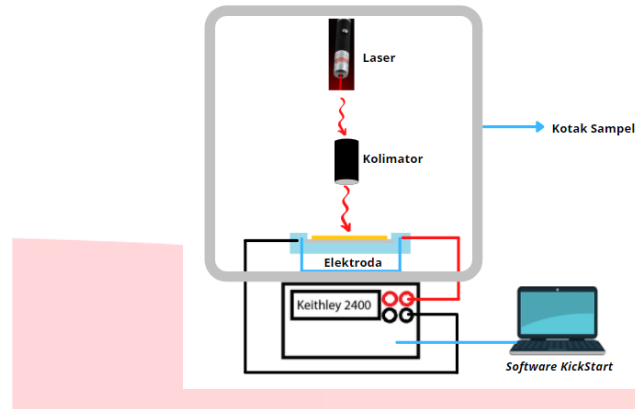 Laser
Kotak Sampel
Kolimator
Elektroda
Keithley 2400
Software KickStart